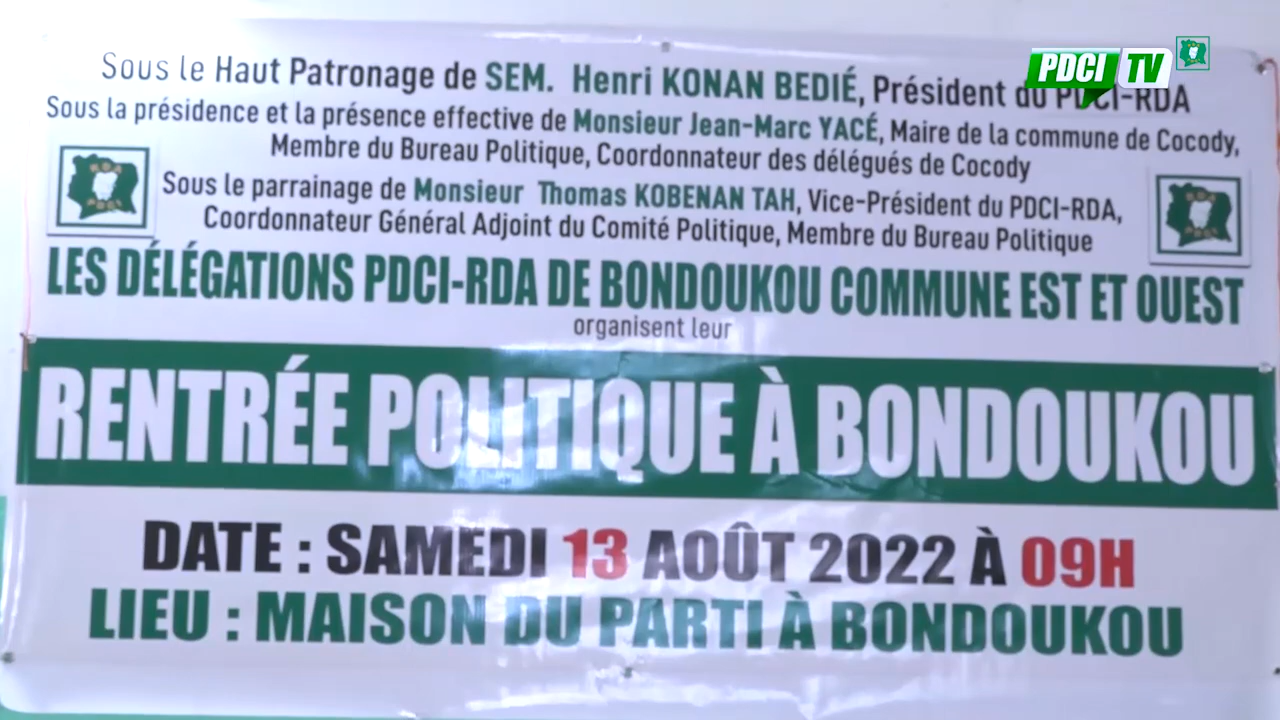 PDCI TV
Sous le Haut Patronage de SEM. Henri KONAN BEDIÉ, Président du PDCI-RDA
Sous la présidence et la présence effective de Monsieur Jean-Marc YACÉ, Maire de la commune de Cocody,
Membre du Bureau Politique, Coordonnateur des délégués de Cocody
Sous le parrainage de Monsieur Thomas KOBENAN TAH, Vice-Président du PDCI-RDA,
Coordonnateur Général Adjoint du Comité Politique, Membre du Bureau Politique
RDA
PDCI
RDA
PDCI
LES DÉLÉGATIONS PDCI-RDA DE BONDOUKOU COMMUNE EST ET OUEST
organisent leur
RENTRÉE POLITIQUE À BONDOUKOU
DATE : SAMEDI 13 AOÛT 2022 À 09H
LIEU : MAISON DU PARTI À BONDOUKOU